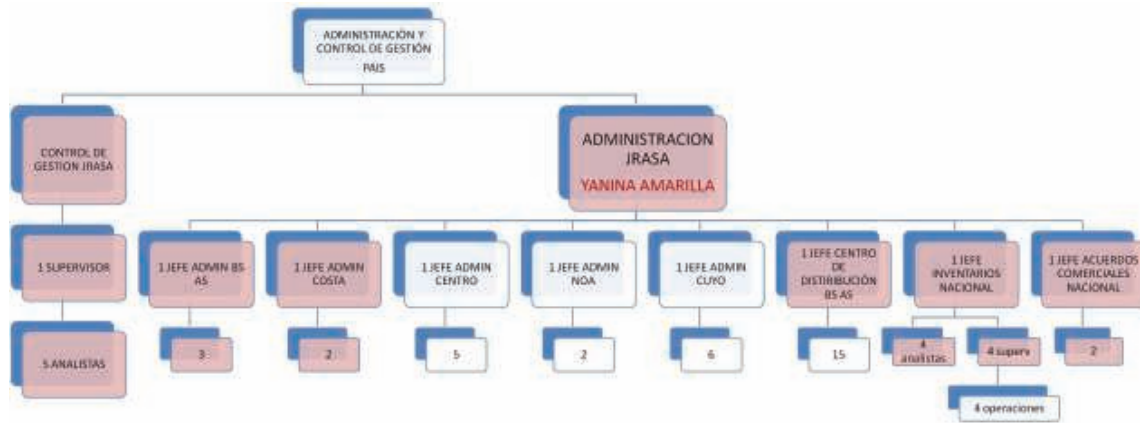 ADMINISTRACIÓN Y
CONTROL DE GESTIÓN
PAIS
CONTROL DE
GESTION JRASA
ADMINISTRACION
JRASA
YANINA AMARILLA
1 SUPERVISOR
1 JEFE ADMIN BS
AS
1 JEFE ADMIN
COSTA
1 JEFE ADMIN
CENTRO
1 JEFE ADMIN
NOA
1 JEFE ADMIN
CUYO
1 JEFE CENTRO
DE
DISTRIBUCIÓN
BS AS
1 JEFE
INVENTARIOS
NACIONAL
1 JEFE ACUERDOS
COMERCIALES
NACIONAL
5 ANALISTAS
3
2
5
2
6
15
4
analistas
4 superv
2
4 operaciones